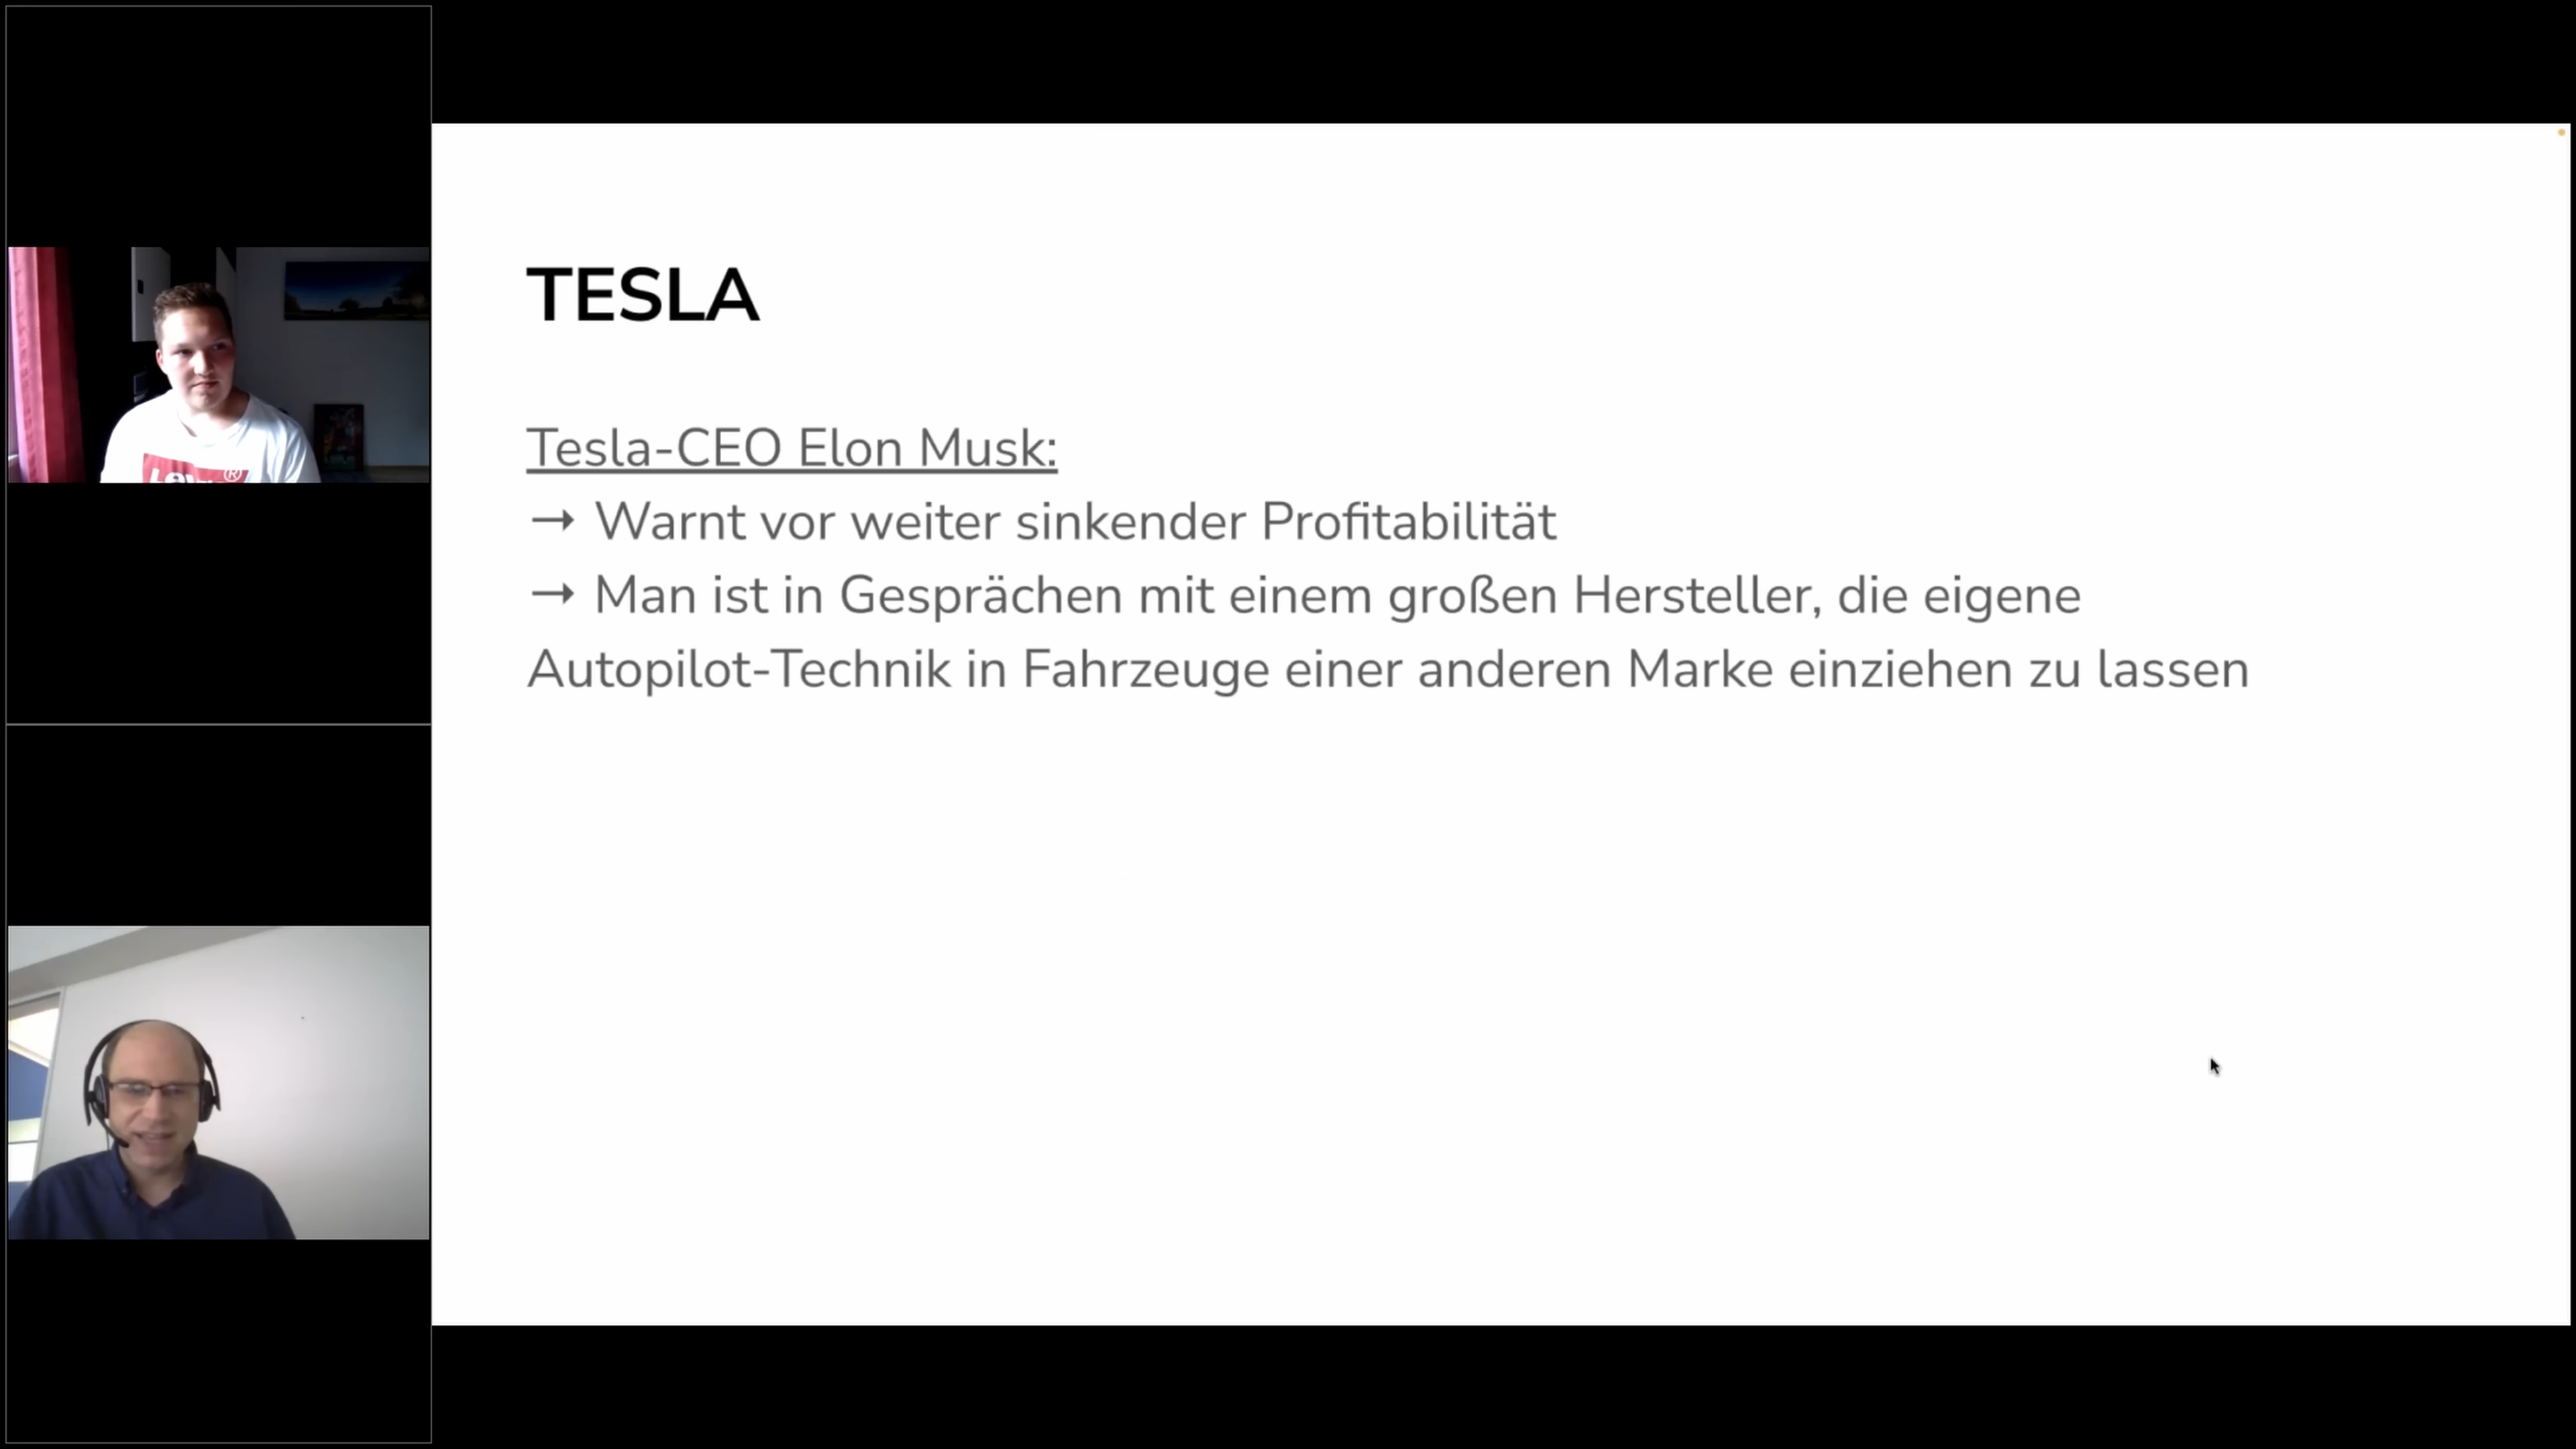 TESLA
Tesla-CEO Elon Musk:
→ Warnt vor weiter sinkender Profitabilität
→ Man ist in Gesprächen mit einem großen Hersteller, die eigene
Autopilot-Technik in Fahrzeuge einer anderen Marke einziehen zu lassen